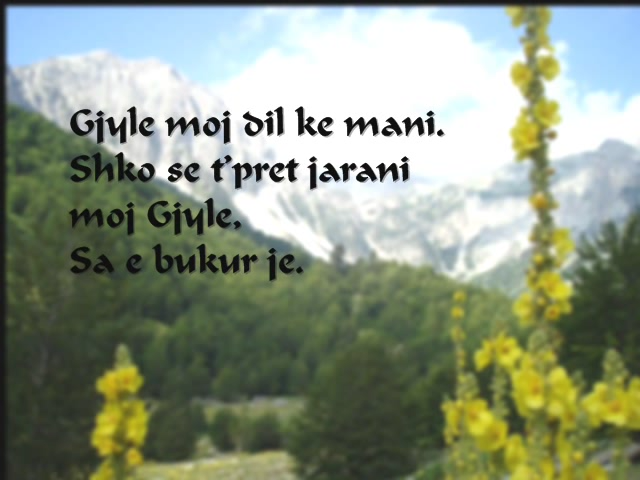 Gjyle moj dil ke mani.
Shko se t'pret jarani
moj Gjyle,
Sa e bukur je.